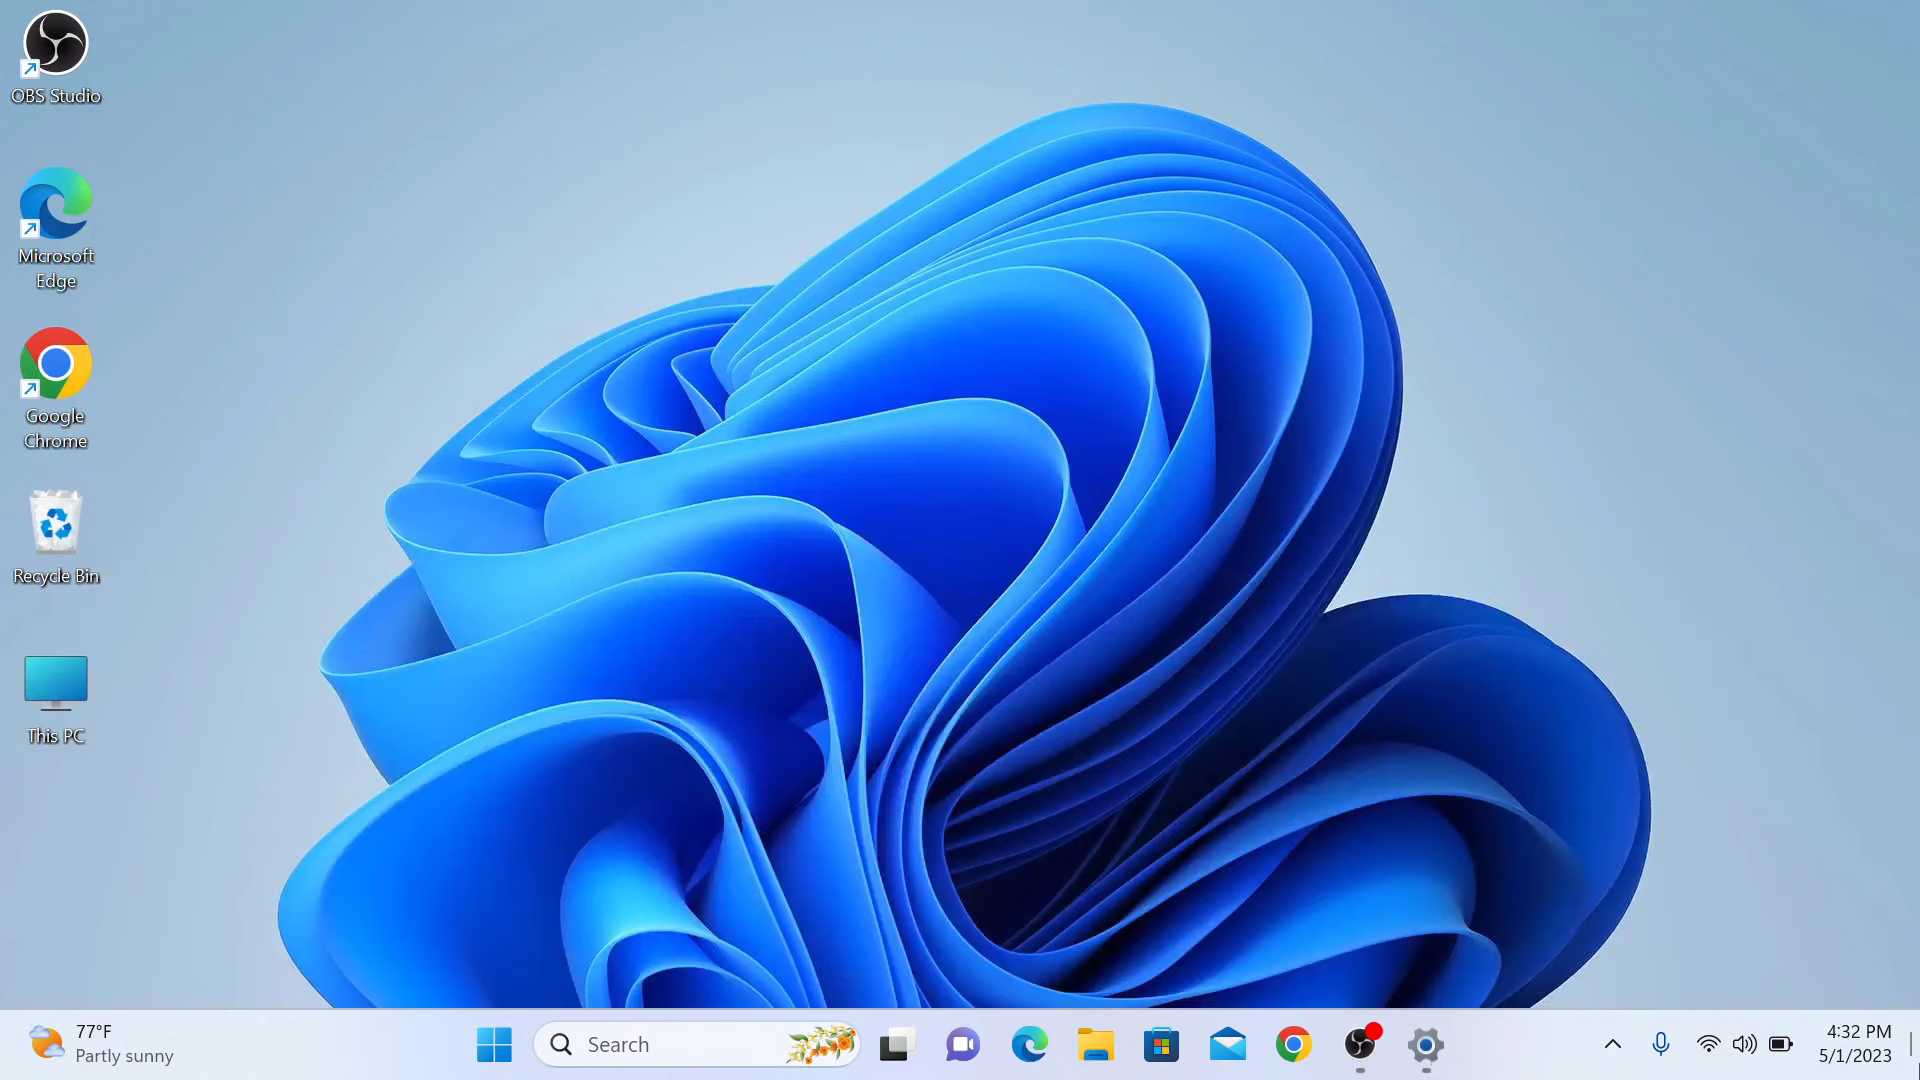 OBS Studio
Microsoft
Edge
Google
Chrome
Recycle Bin
This PC
77°F
Partly sunny
Search
4:32 PM
5/1/2023